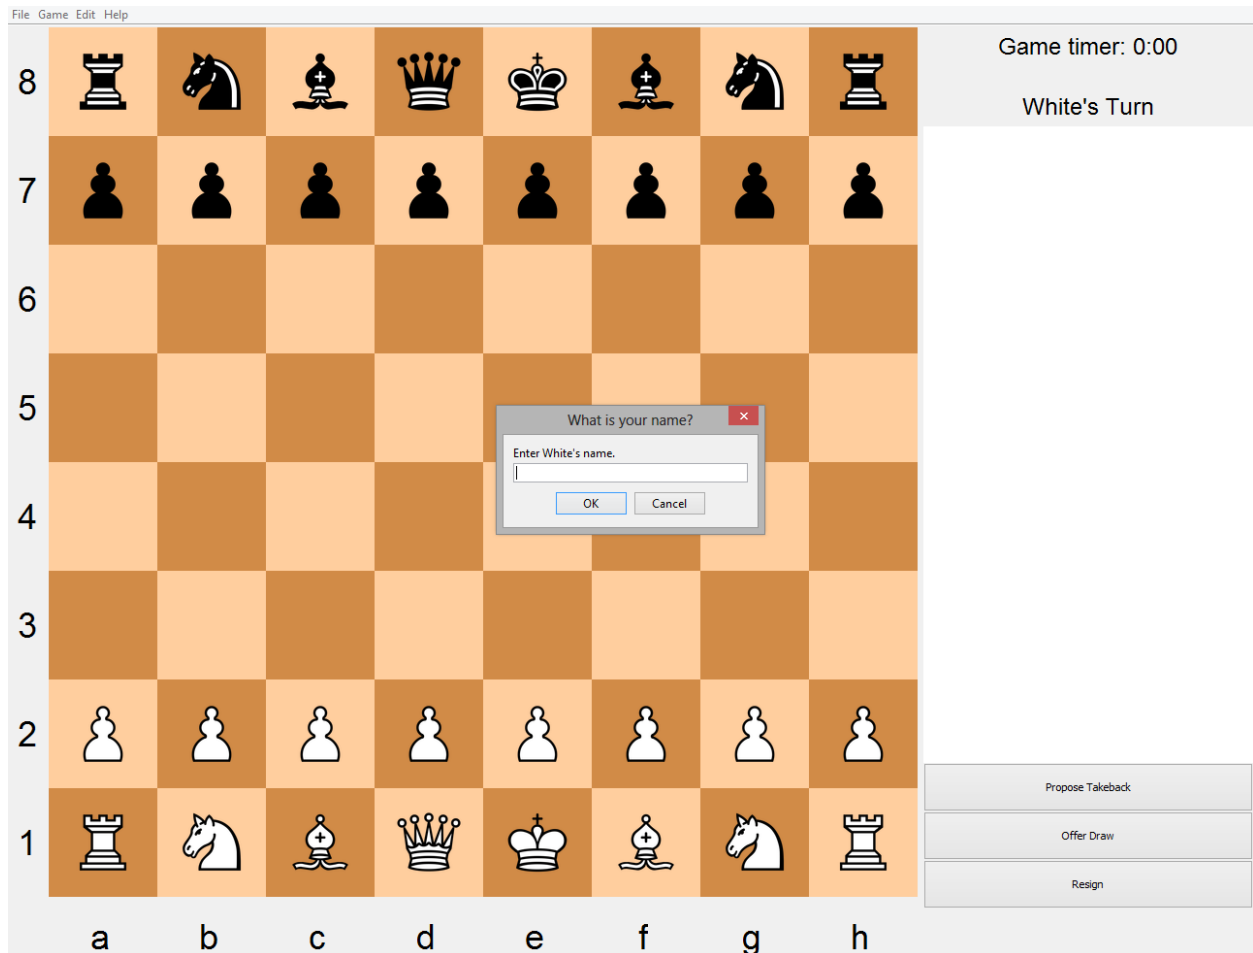 File Game Edit Help
Game timer: 0:00
White's Turn
8
7
6
5
4
3
2
1
What is your name?
Enter White's name.
OK Cancel
Propose Takeback
Offer Draw
Resign
a b c d e f g h